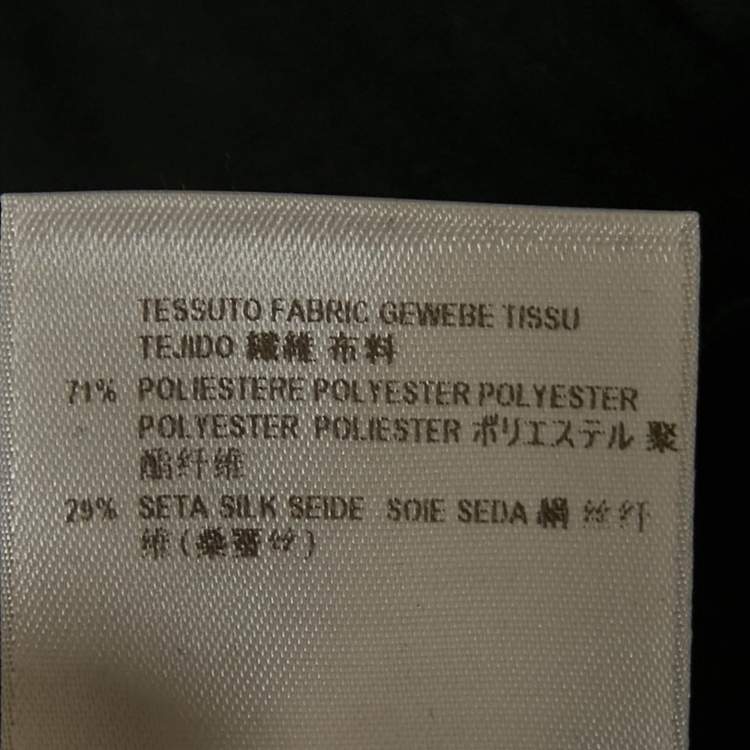 TESSUTO FABRIC GEWEBE TISSU
TEJIDO 繊維 布料
71% POLIESTERE POLYESTER POLYESTER
POLYESTER POLIESTER ポリエステル 聚
酯纤维
29% SETA SILK SEIDE SOIE SEDA 絹 丝纤
维(桑蚕丝)